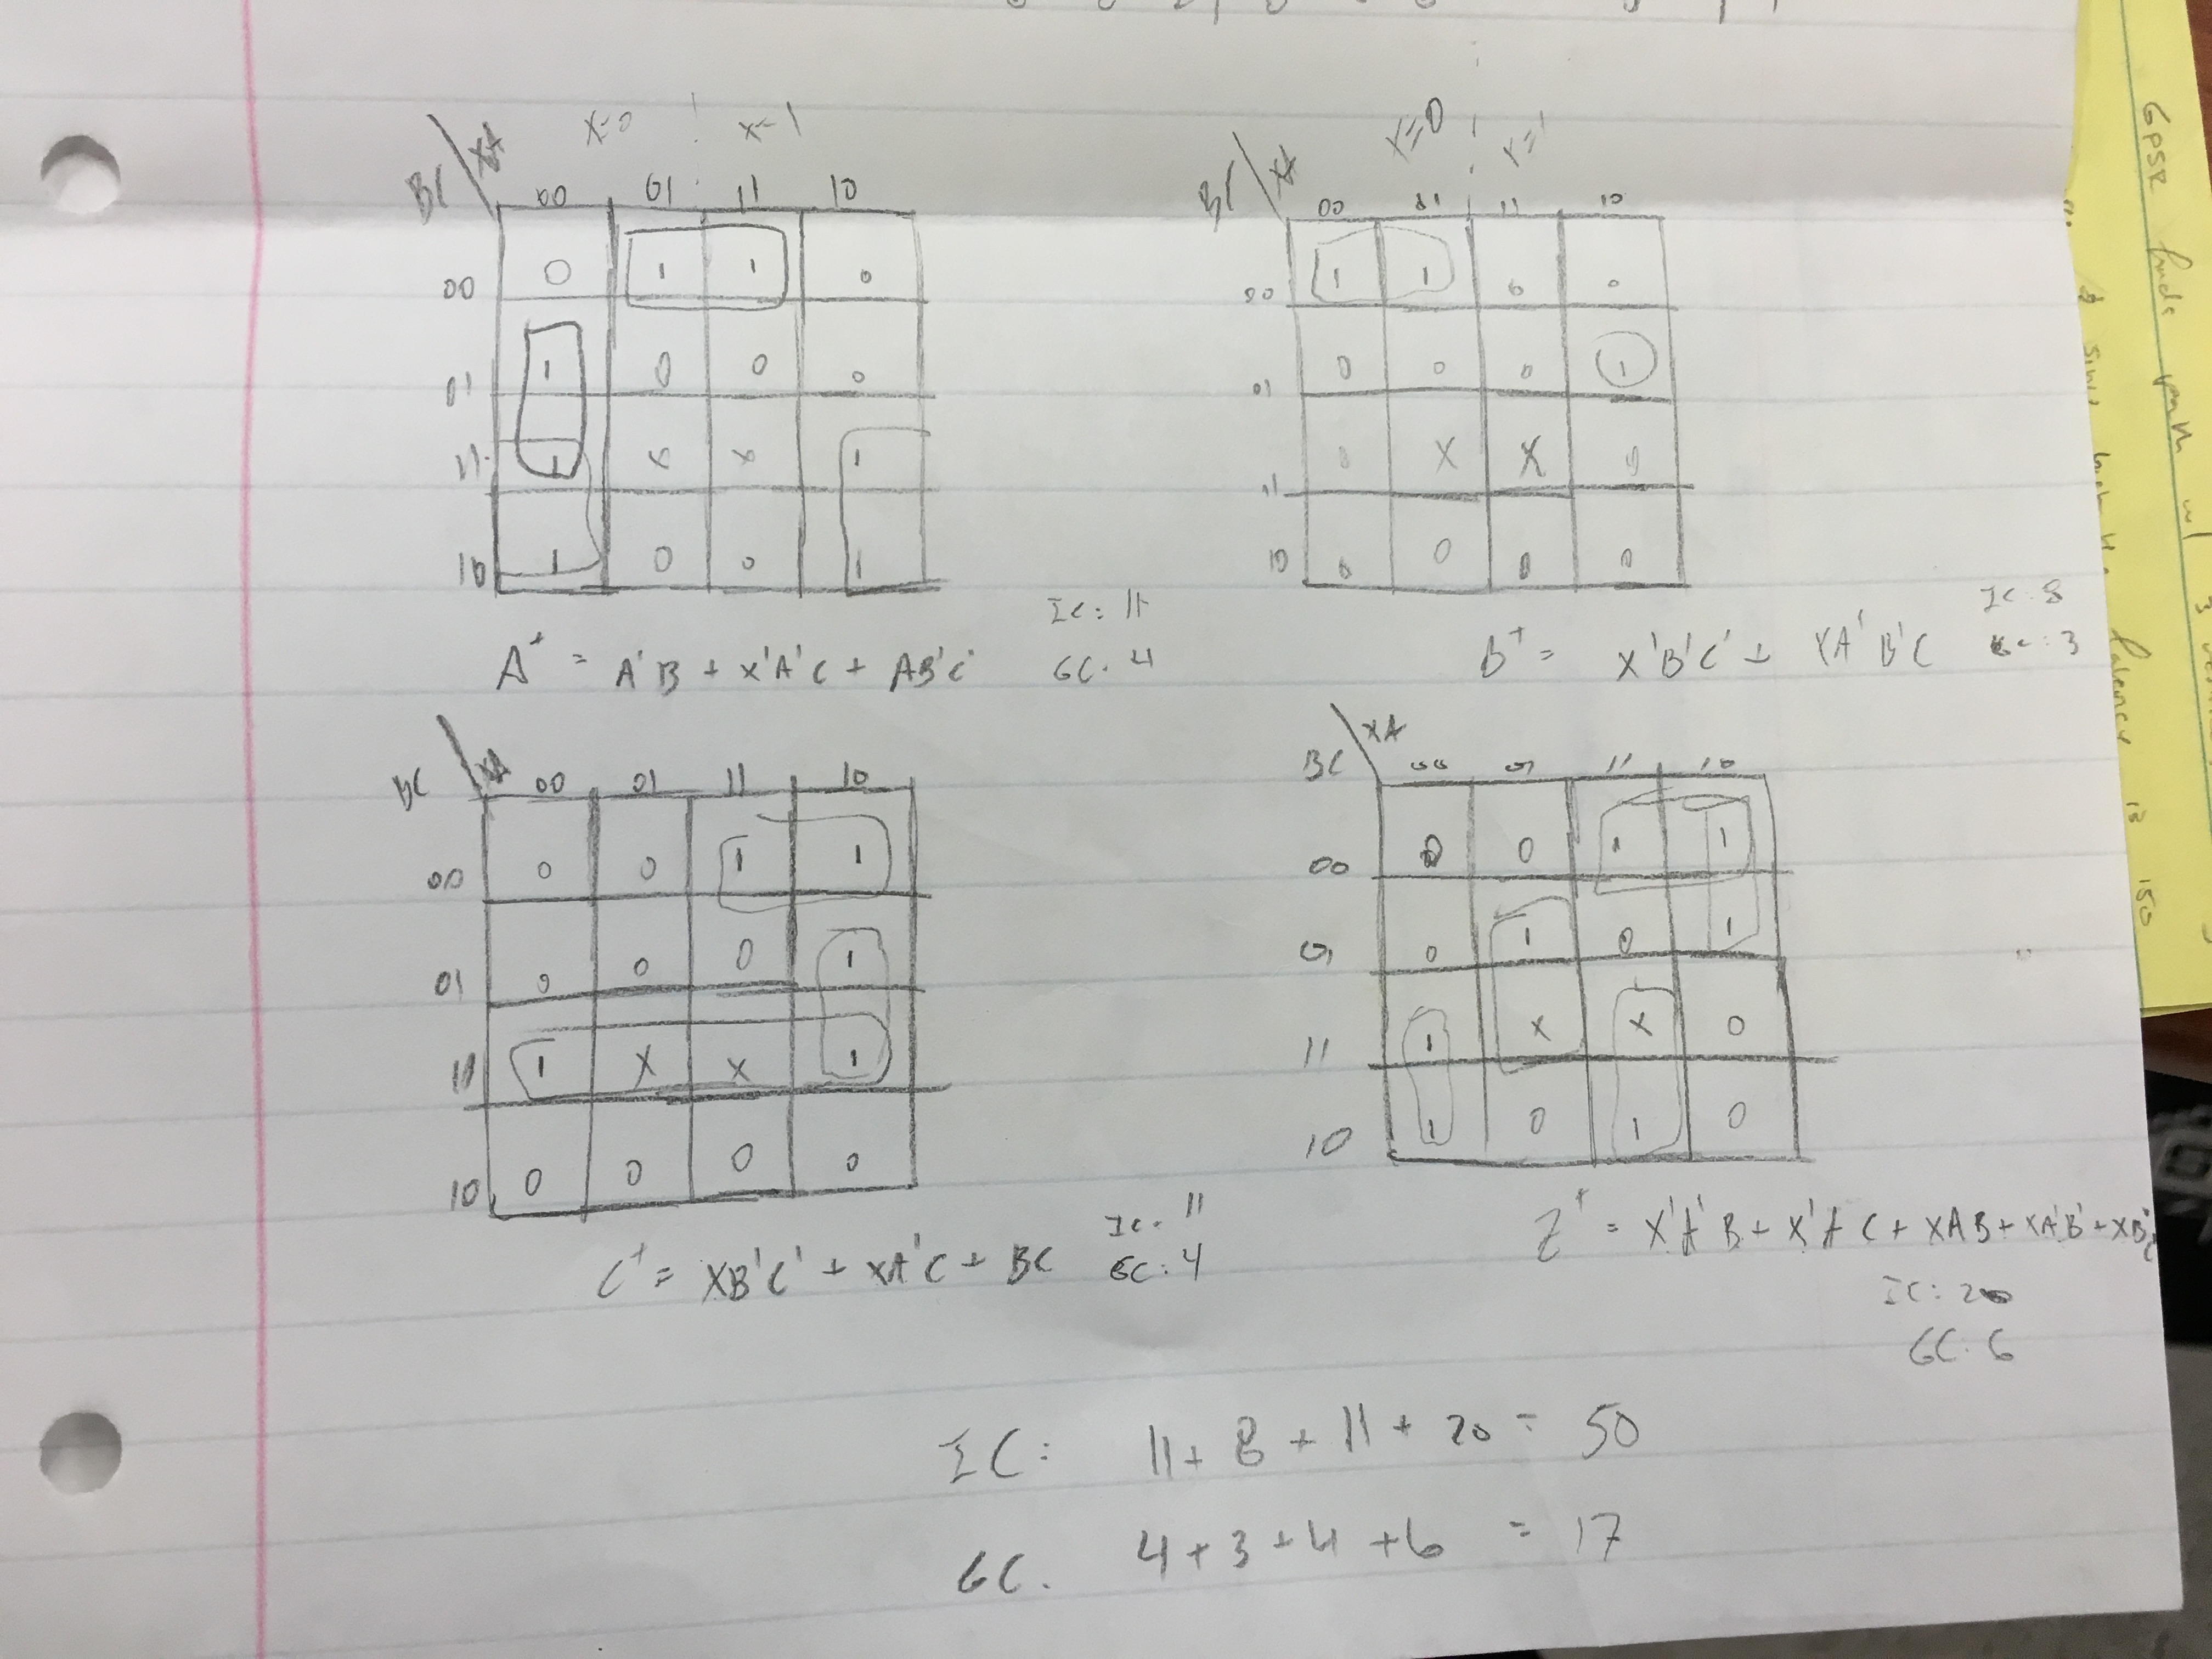 X=0 X=1
BC XA 00 01 11 10
00 0 1 1 0
01 1 0 0 0
11 1 X X 1
10 1 0 0 1
A⁺ = A'B + X'A'C + AB'C'
IC: 11
GC: 4
X=0 X=1
BC XA 00 01 11 10
00 1 1 0 0
01 0 0 0 1
11 0 X X 0
10 0 0 0 0
B⁺ = X'B'C' + XA'B'C
IC: 8
GC: 3
BC XA 00 01 11 10
00 0 0 1 1
01 0 0 0 1
11 1 X X 1
10 0 0 0 0
C⁺ = XB'C' + XA'C + BC
IC: 11
GC: 4
BC XA 00 01 11 10
00 0 0 1 1
01 0 1 0 1
11 1 X X 0
10 1 0 1 0
Z⁺ = X'A'B + X'AC + XAB + XA'B' + XB'C'
IC: 20
GC: 6
IC: 11 + 8 + 11 + 20 = 50
GC: 4 + 3 + 4 + 6 = 17
GPSR finds path